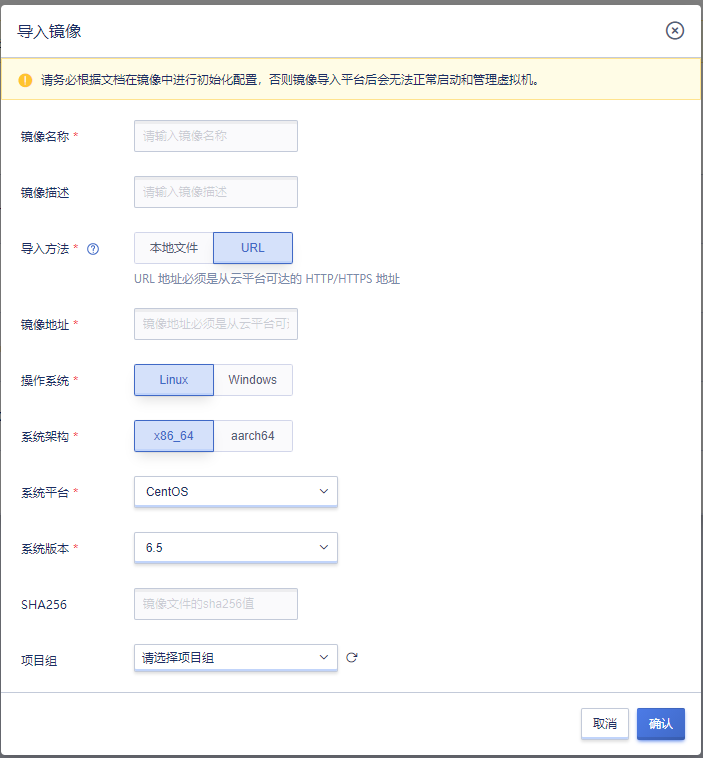 导入镜像
请务必根据文档在镜像中进行初始化配置，否则镜像导入平台后会无法正常启动和管理虚拟机。
镜像名称 * 请输入镜像名称
镜像描述 请输入镜像描述
导入方法 * 本地文件 URL
URL 地址必须是从云平台可达的 HTTP/HTTPS 地址
镜像地址 * 镜像地址必须是从云平台可
操作系统 * Linux Windows
系统架构 * x86_64 aarch64
系统平台 * CentOS
系统版本 * 6.5
SHA256 镜像文件的sha256值
项目组 请选择项目组
取消 确认